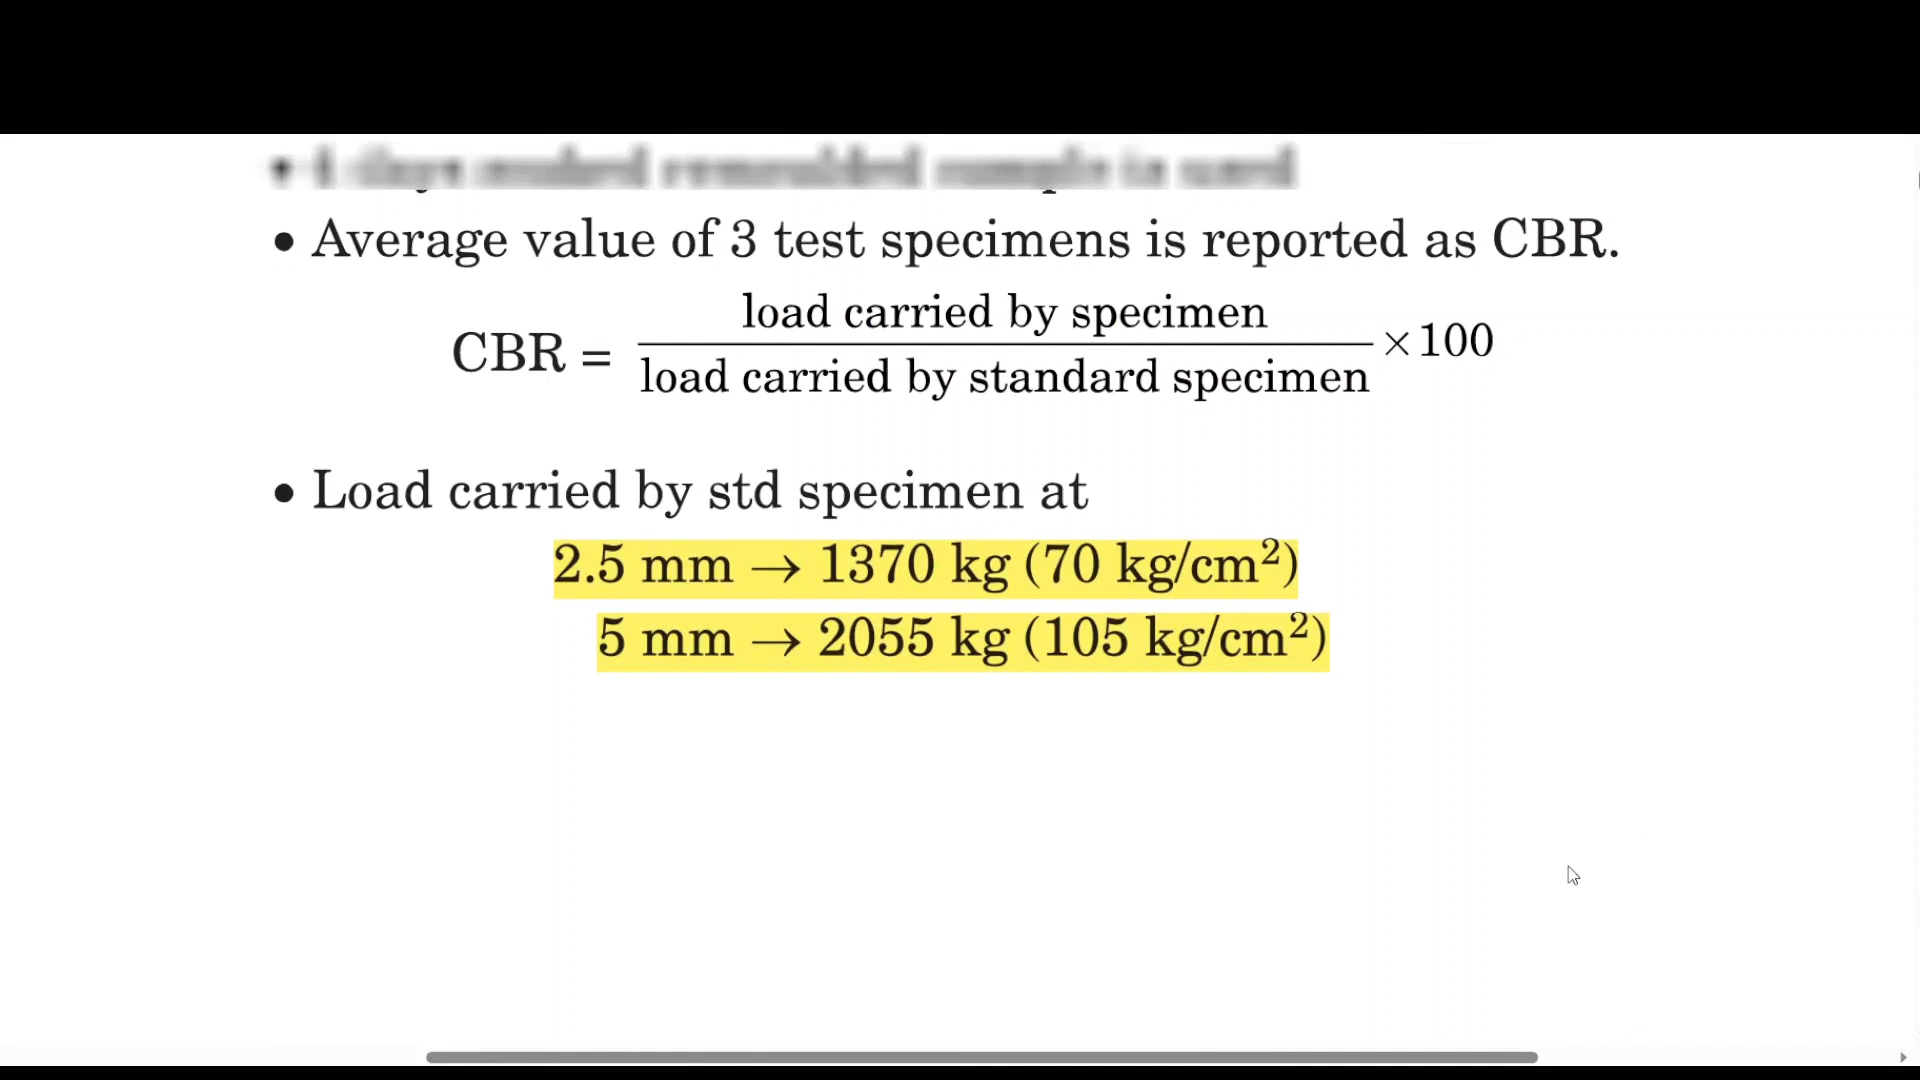 • Average value of 3 test specimens is reported as CBR.
CBR = load carried by specimen / load carried by standard specimen ×100
• Load carried by std specimen at
2.5 mm → 1370 kg (70 kg/cm²)
5 mm → 2055 kg (105 kg/cm²)